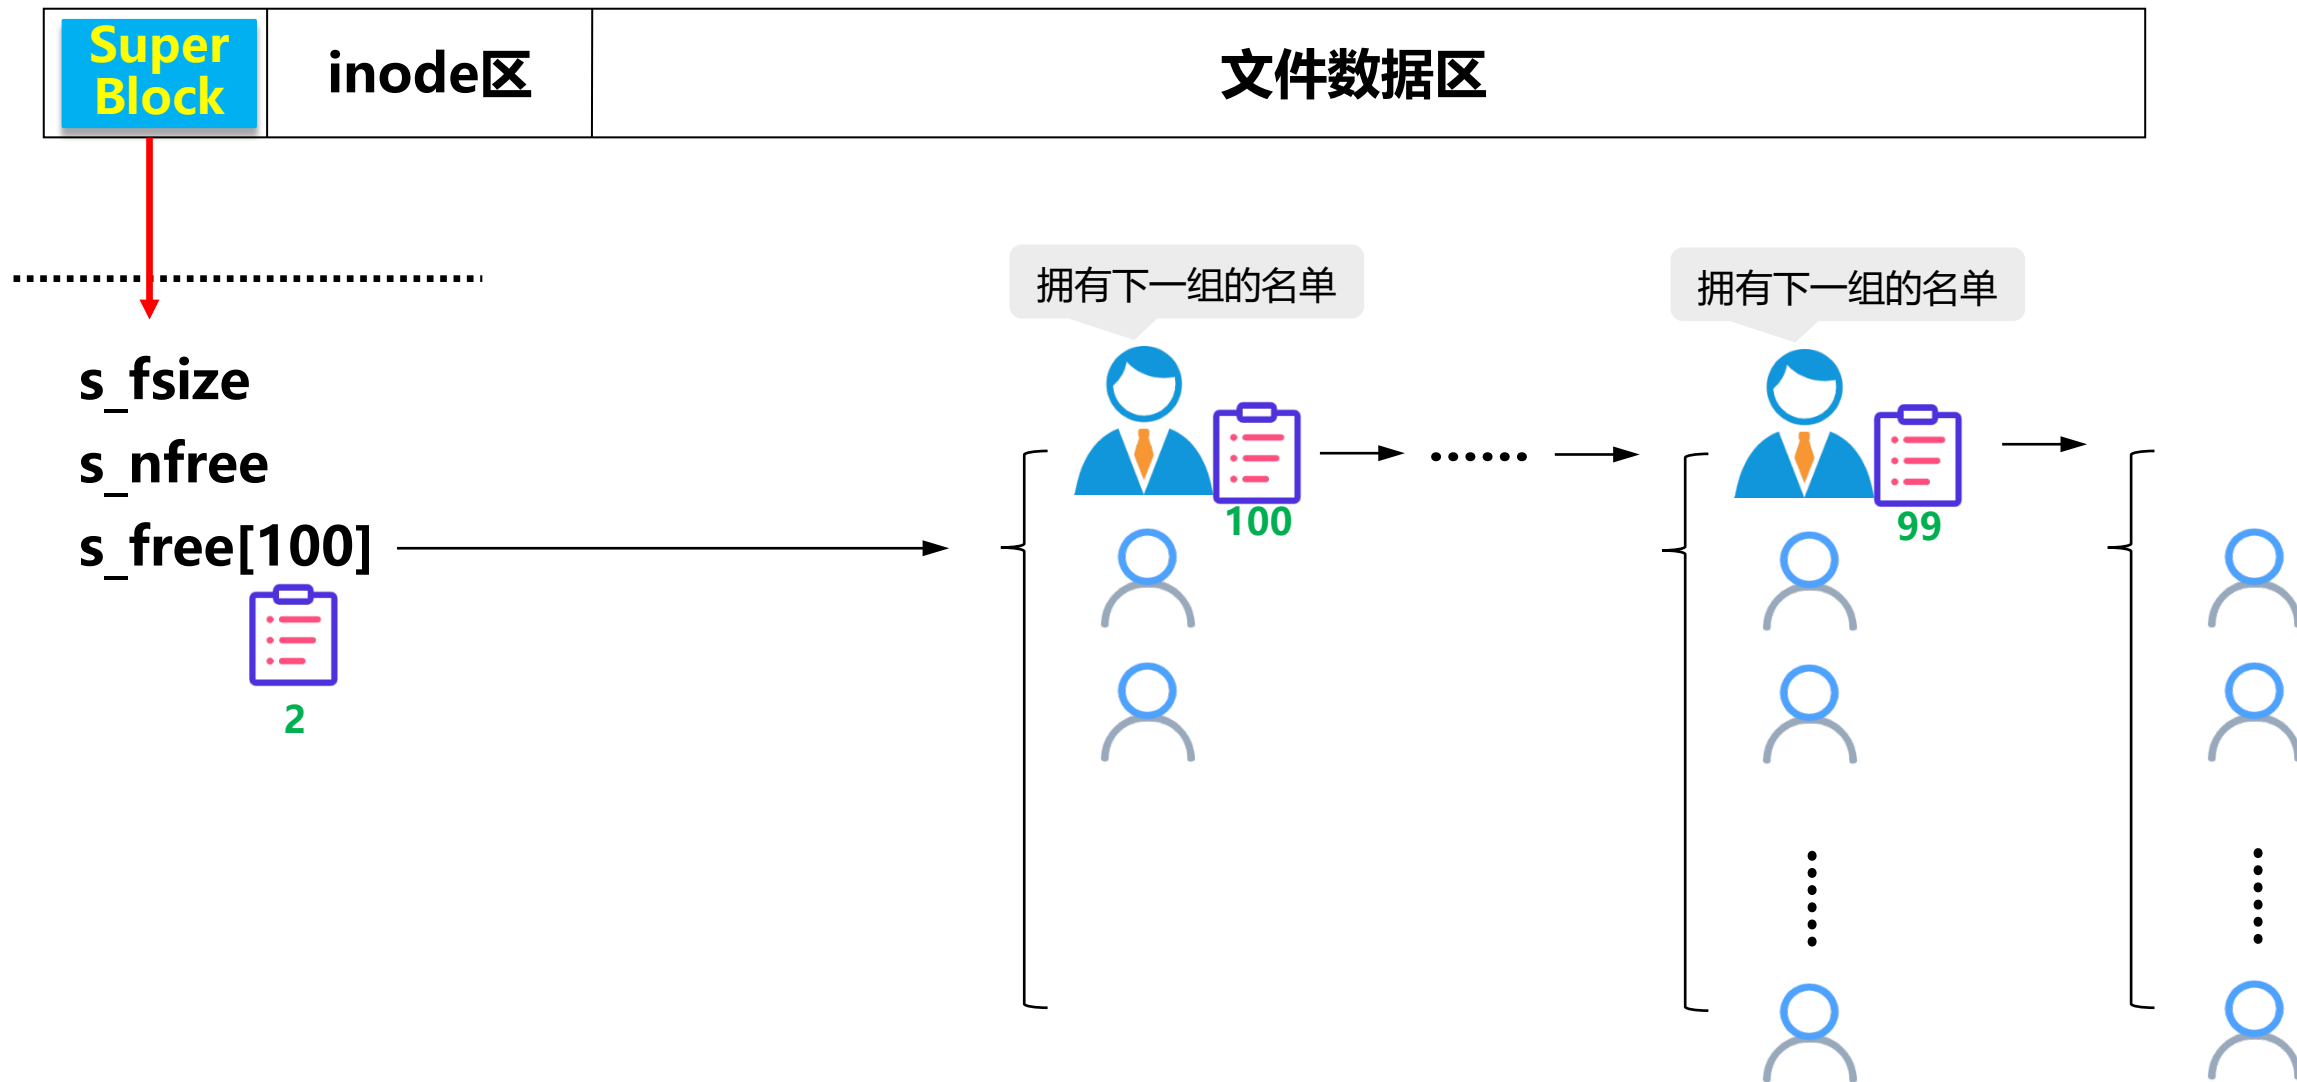 Super
Block
inode区
文件数据区
拥有下一组的名单
拥有下一组的名单
s_fsize
s_nfree
s_free[100]
100
99
2